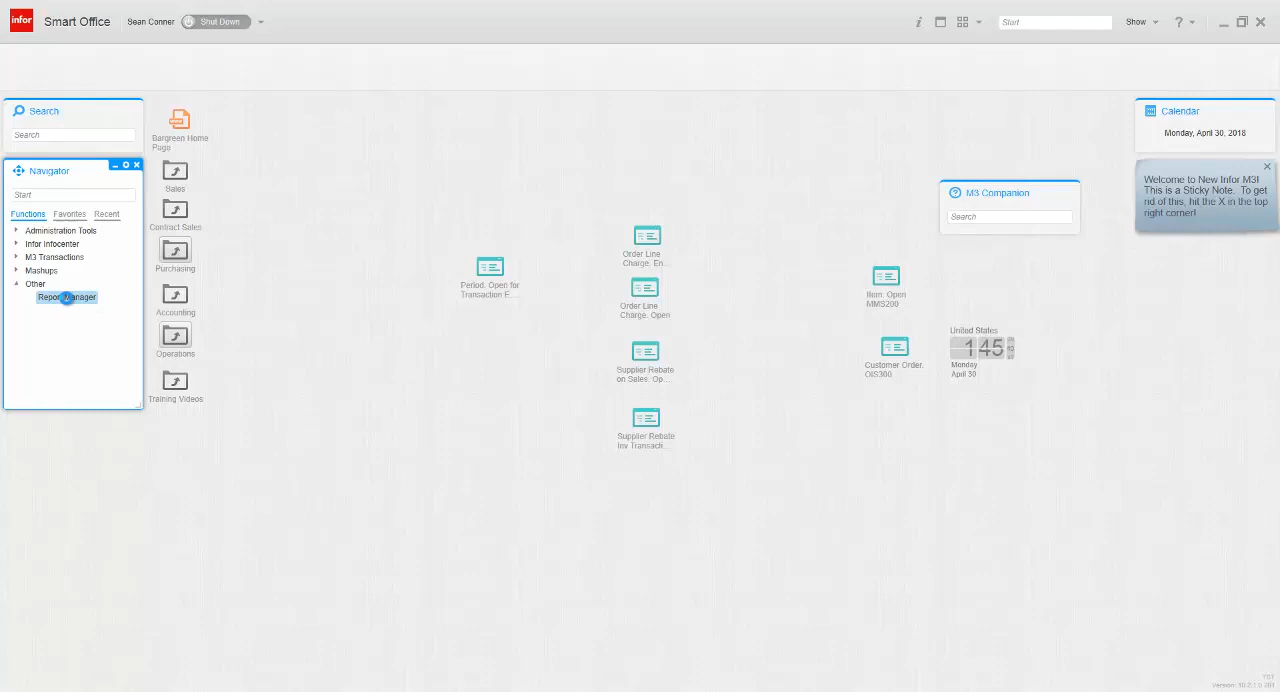 infor Smart Office Sean Conner Shut Down Start Show ?
Search
Search
Navigator
Start
Functions Favorites Recent
Administration Tools
Infor Infocenter
M3 Transactions
Mashups
Other
Bargreen Home
Page
Sales
Contract Sales
Purchasing
Accounting
Operations
Training Videos
Period. Open for
Transaction E...
Order Line
Charge. En...
Order Line
Charge. Open
Supplier Rebate
on Sales. Op...
Supplier Rebate
Inv Transacti...
Item. Open
MMS200
Customer Order.
OIS300
M3 Companion
Search
United States
1 45
Monday
April 30
Calendar
Monday, April 30, 2018
Welcome to New Infor M3!
This is a Sticky Note. To get
rid of this, hit the X in the top
right corner!